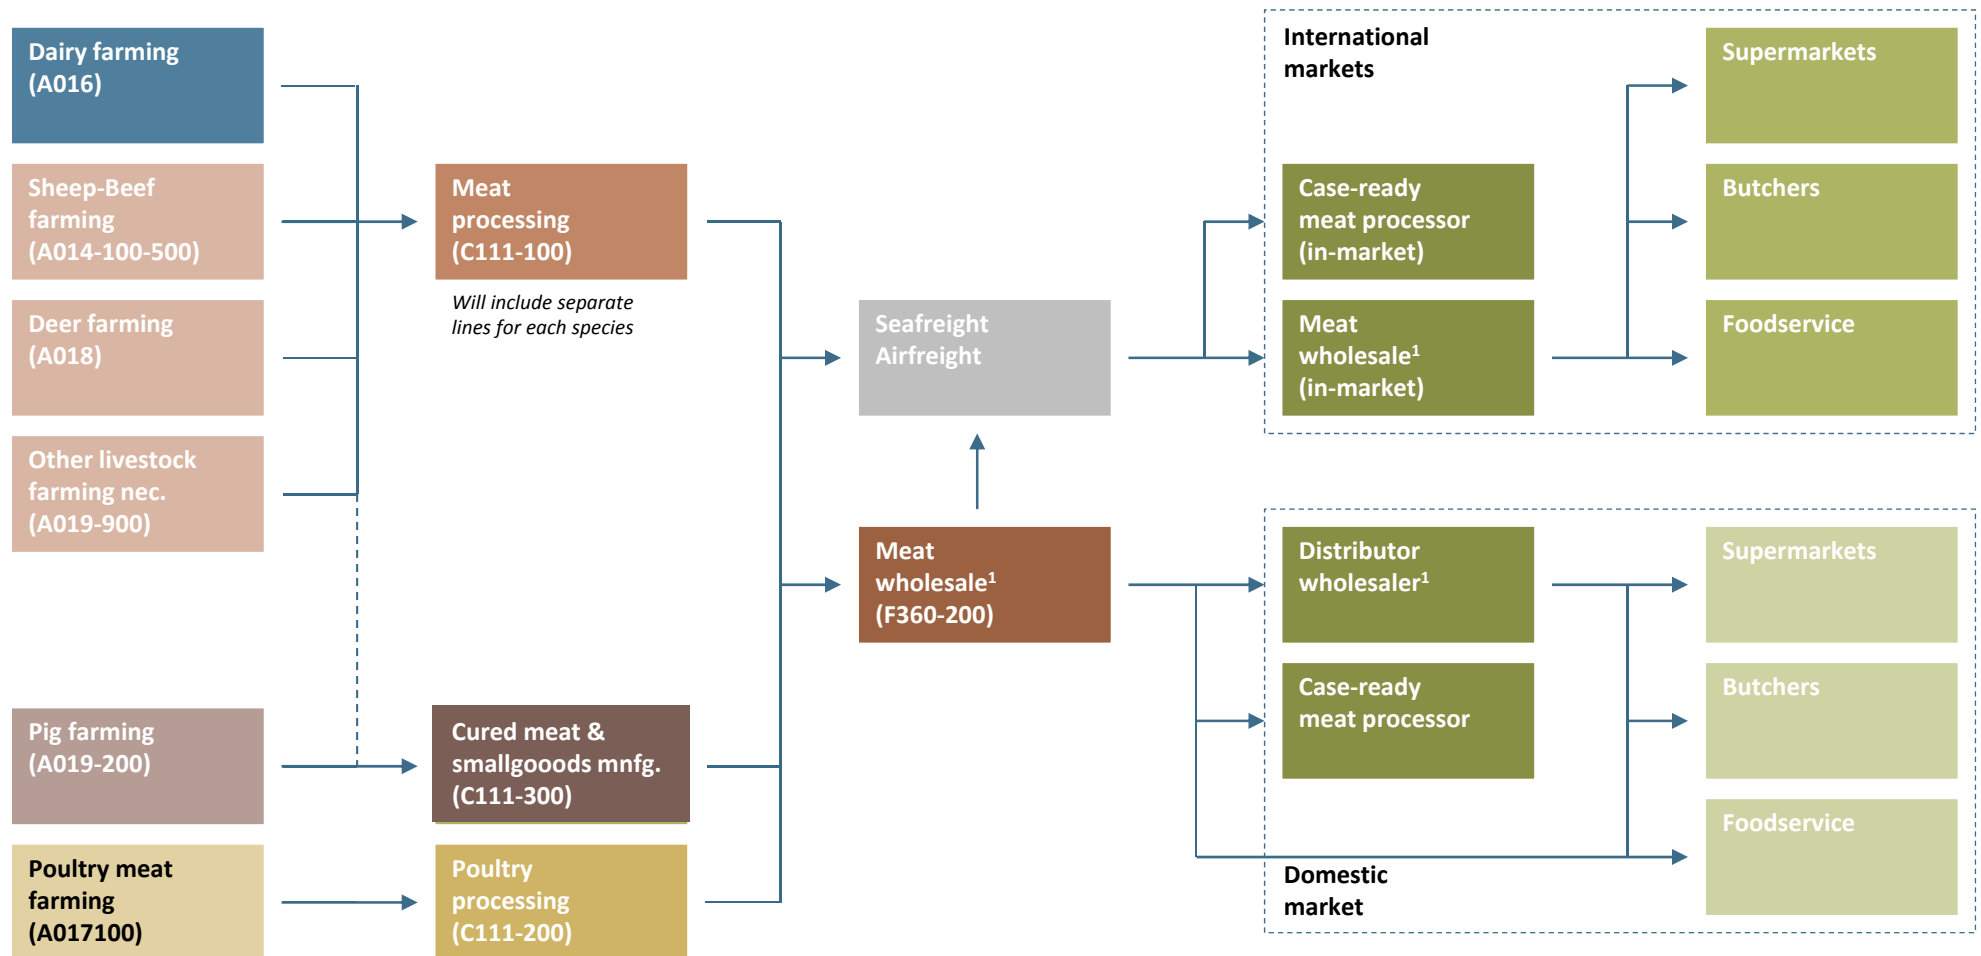 Dairy farming
(A016)
Sheep-Beef
farming
(A014-100-500)
Deer farming
(A018)
Other livestock
farming nec.
(A019-900)
Pig farming
(A019-200)
Poultry meat
farming
(A017100)
Meat
processing
(C111-100)
Will include separate
lines for each species
Cured meat &
smallgooods mnfg.
(C111-300)
Poultry
processing
(C111-200)
Seafreight
Airfreight
Meat
wholesale¹
(F360-200)
International
markets
Case-ready
meat processor
(in-market)
Meat
wholesale¹
(in-market)
Supermarkets
Butchers
Foodservice
Distributor
wholesaler¹
Case-ready
meat processor
Domestic
market
Supermarkets
Butchers
Foodservice